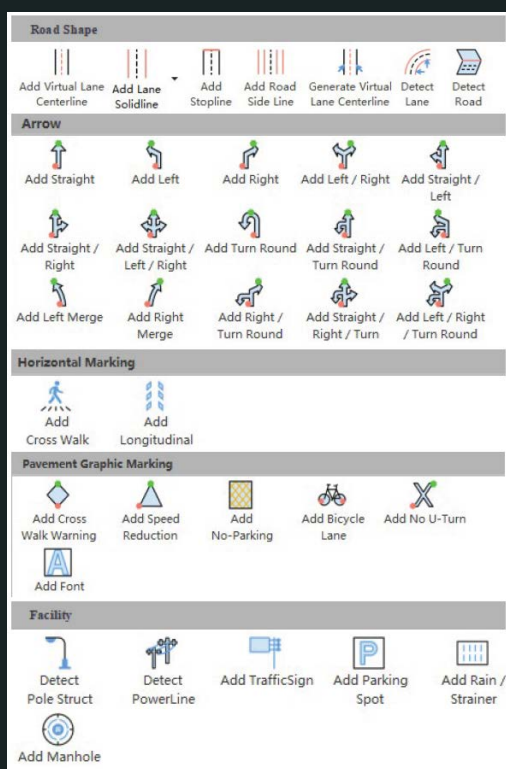 Road Shape
Add Virtual Lane Add Lane Add Add Road Generate Virtual Detect Detect
Centerline Solidline Stopline Side Line Lane Centerline Lane Road
Arrow
Add Straight Add Left Add Right Add Left / Right Add Straight /
Left
Add Straight / Add Straight / Add Turn Round Add Straight / Add Left / Turn
Right Left / Right Turn Round Round
Add Left Merge Add Right Add Right / Add Straight / Add Left / Right
Merge Turn Round Right / Turn / Turn Round
Horizontal Marking
Add Add
Cross Walk Longitudinal
Pavement Graphic Marking
Add Cross Add Speed Add Add Bicycle Add No U-Turn
Walk Warning Reduction No-Parking Lane
A
Add Font
Facility
P
Detect Detect Add TrafficSign Add Parking Add Rain /
Pole Struct PowerLine Spot Strainer
Add Manhole